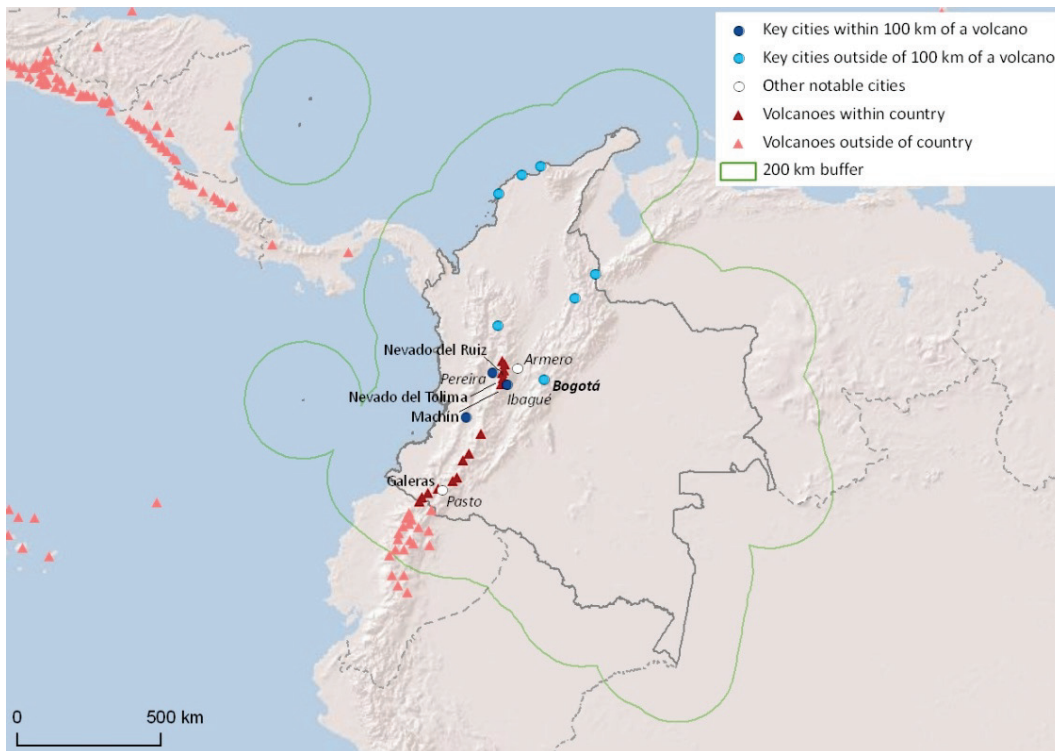 Key cities within 100 km of a volcano
Key cities outside of 100 km of a volcano
Other notable cities
Volcanoes within country
Volcanoes outside of country
200 km buffer
Nevado del Ruiz
Armero
Pereira
Bogotá
Nevado del Tolima
Ibagué
Machín
Galeras
Pasto
0 500 km